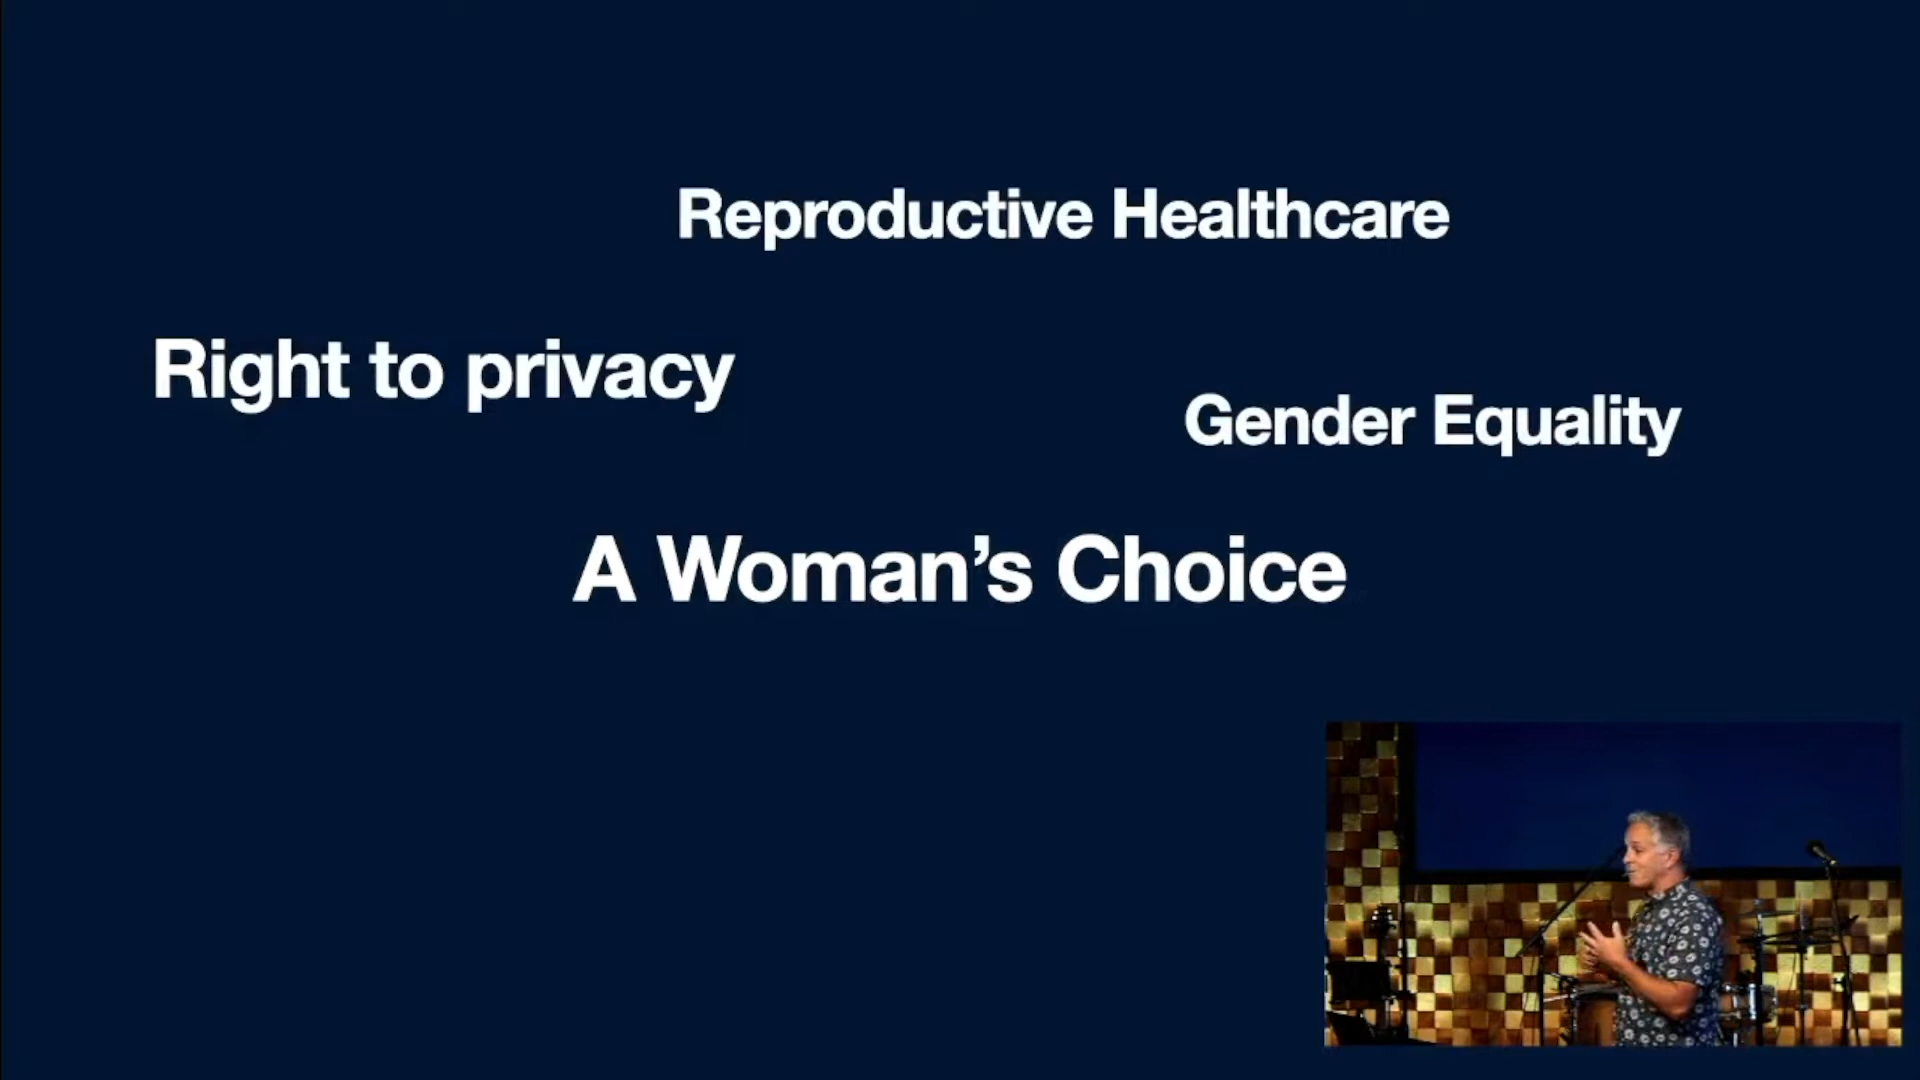 Reproductive Healthcare
Right to privacy
Gender Equality
A Woman’s Choice